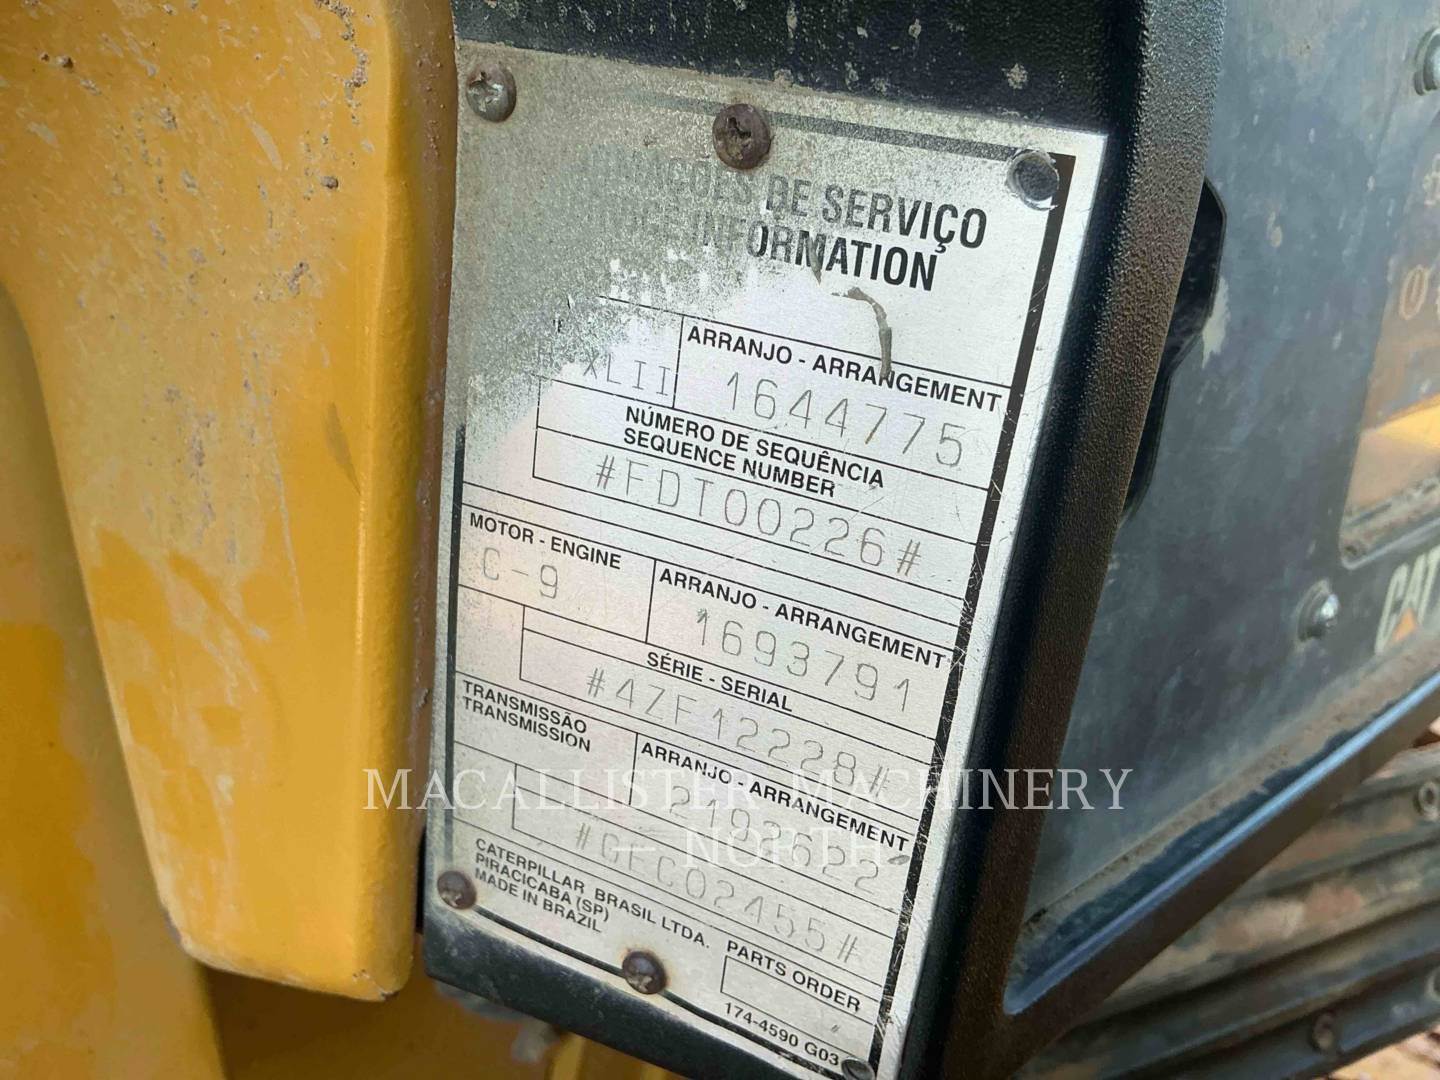 DE SERVIÇO
INFORMATION
XLII
ARRANJO - ARRANGEMENT
1644775
NÚMERO DE SEQUÊNCIA
SEQUENCE NUMBER
#FDT00226#
MOTOR - ENGINE
C-9
ARRANJO - ARRANGEMENT
1693791
SÉRIE - SERIAL
#4ZF12228#
TRANSMISSÃO
TRANSMISSION
ARRANJO - ARRANGEMENT
2193622
#GFC02455#
CATERPILLAR BRASIL LTDA.
PIRACICABA (SP)
MADE IN BRAZIL
PARTS ORDER
174-4590 G03
CAT
MACALLISTER MACHINERY
— NORTH —